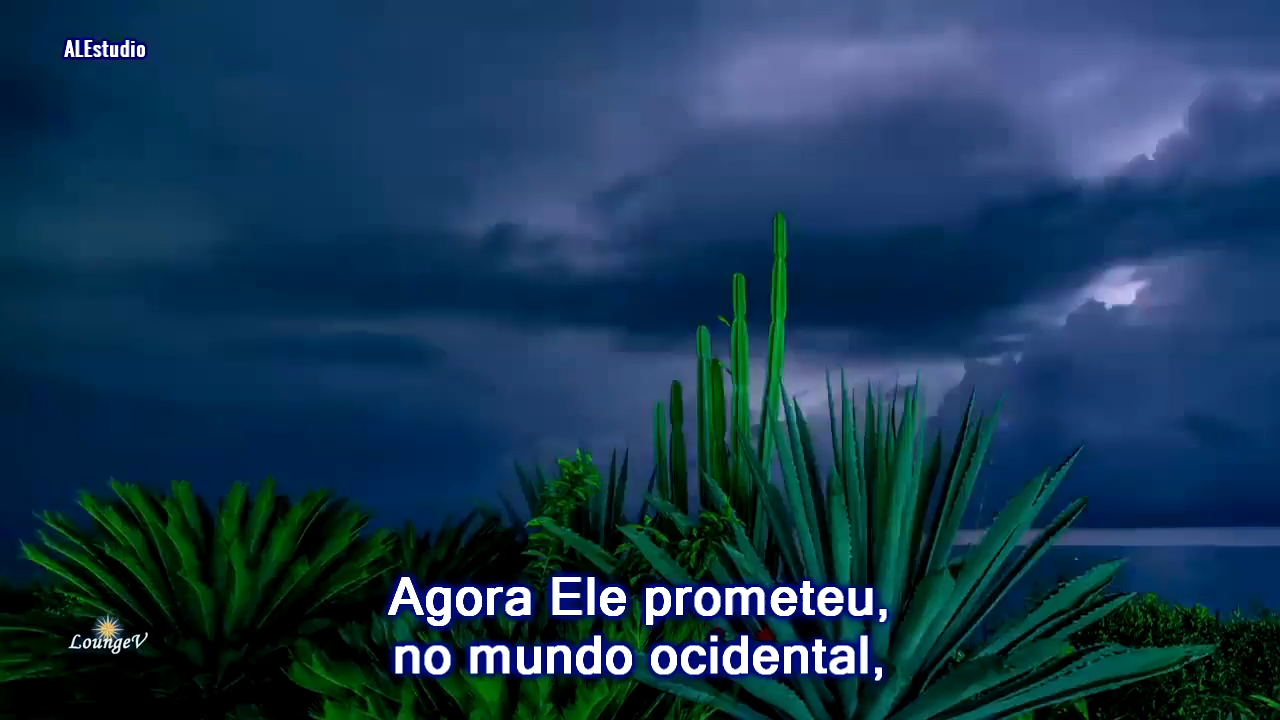 ALEstudio
Agora Ele prometeu,
no mundo ocidental,
LoungeV